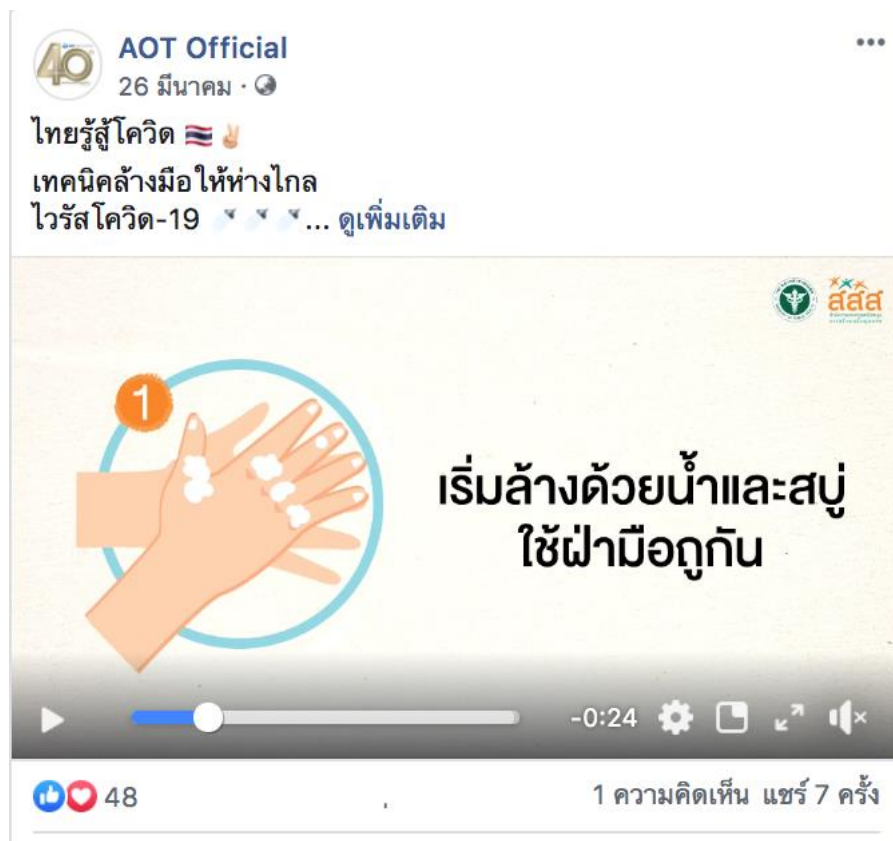 AOT Official
26 มีนาคม ·
ไทยรู้สู้โควิด 🇹🇭 ✌🏻
เทคนิคล้างมือให้ห่างไกล
ไวรัสโควิด-19 ... ดูเพิ่มเติม
สสส
1
เริ่มล้างด้วยน้ำและสบู่
ใช้ฝ่ามือถูกัน
-0:24
48
1 ความคิดเห็น แชร์ 7 ครั้ง